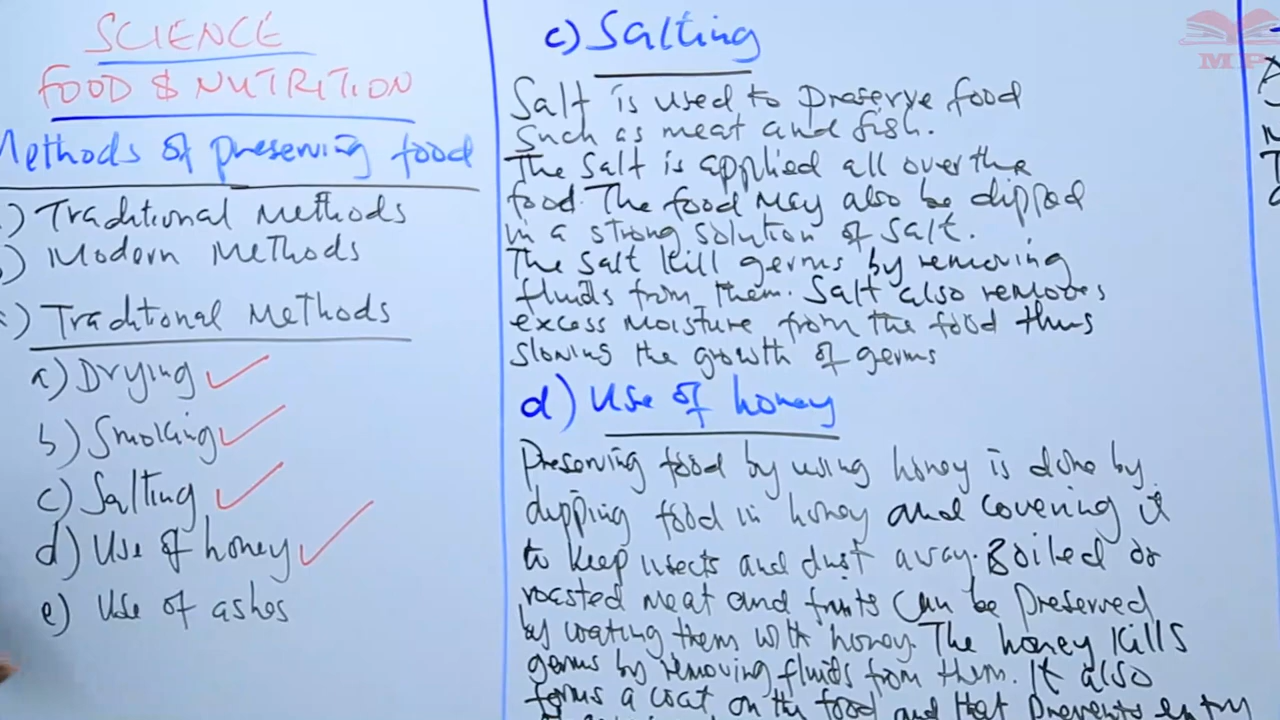 SCIENCE
FOOD & NUTRITION
Methods of preserving food
) Traditional Methods
) Modern Methods
) Traditional Methods
a) Drying
b) Smoking
c) Salting
d) Use of honey
e) Use of ashes
c) Salting
Salt is used to preserve food
such as meat and fish.
The salt is applied all over the
food. The food may also be dipped
in a strong solution of salt.
The salt kill germs by removing
fluids from them. Salt also removes
excess moisture from the food thus
slowing the growth of germs
d) Use of honey
Preserving food by using honey is done by
dipping food in honey and covering it
to keep insects and dust away. Boiled or
roasted meat and fruits can be preserved
by coating them with honey. The honey kills
germs by removing fluids from them. It also
forms a coat on the food and that prevents entry
MP